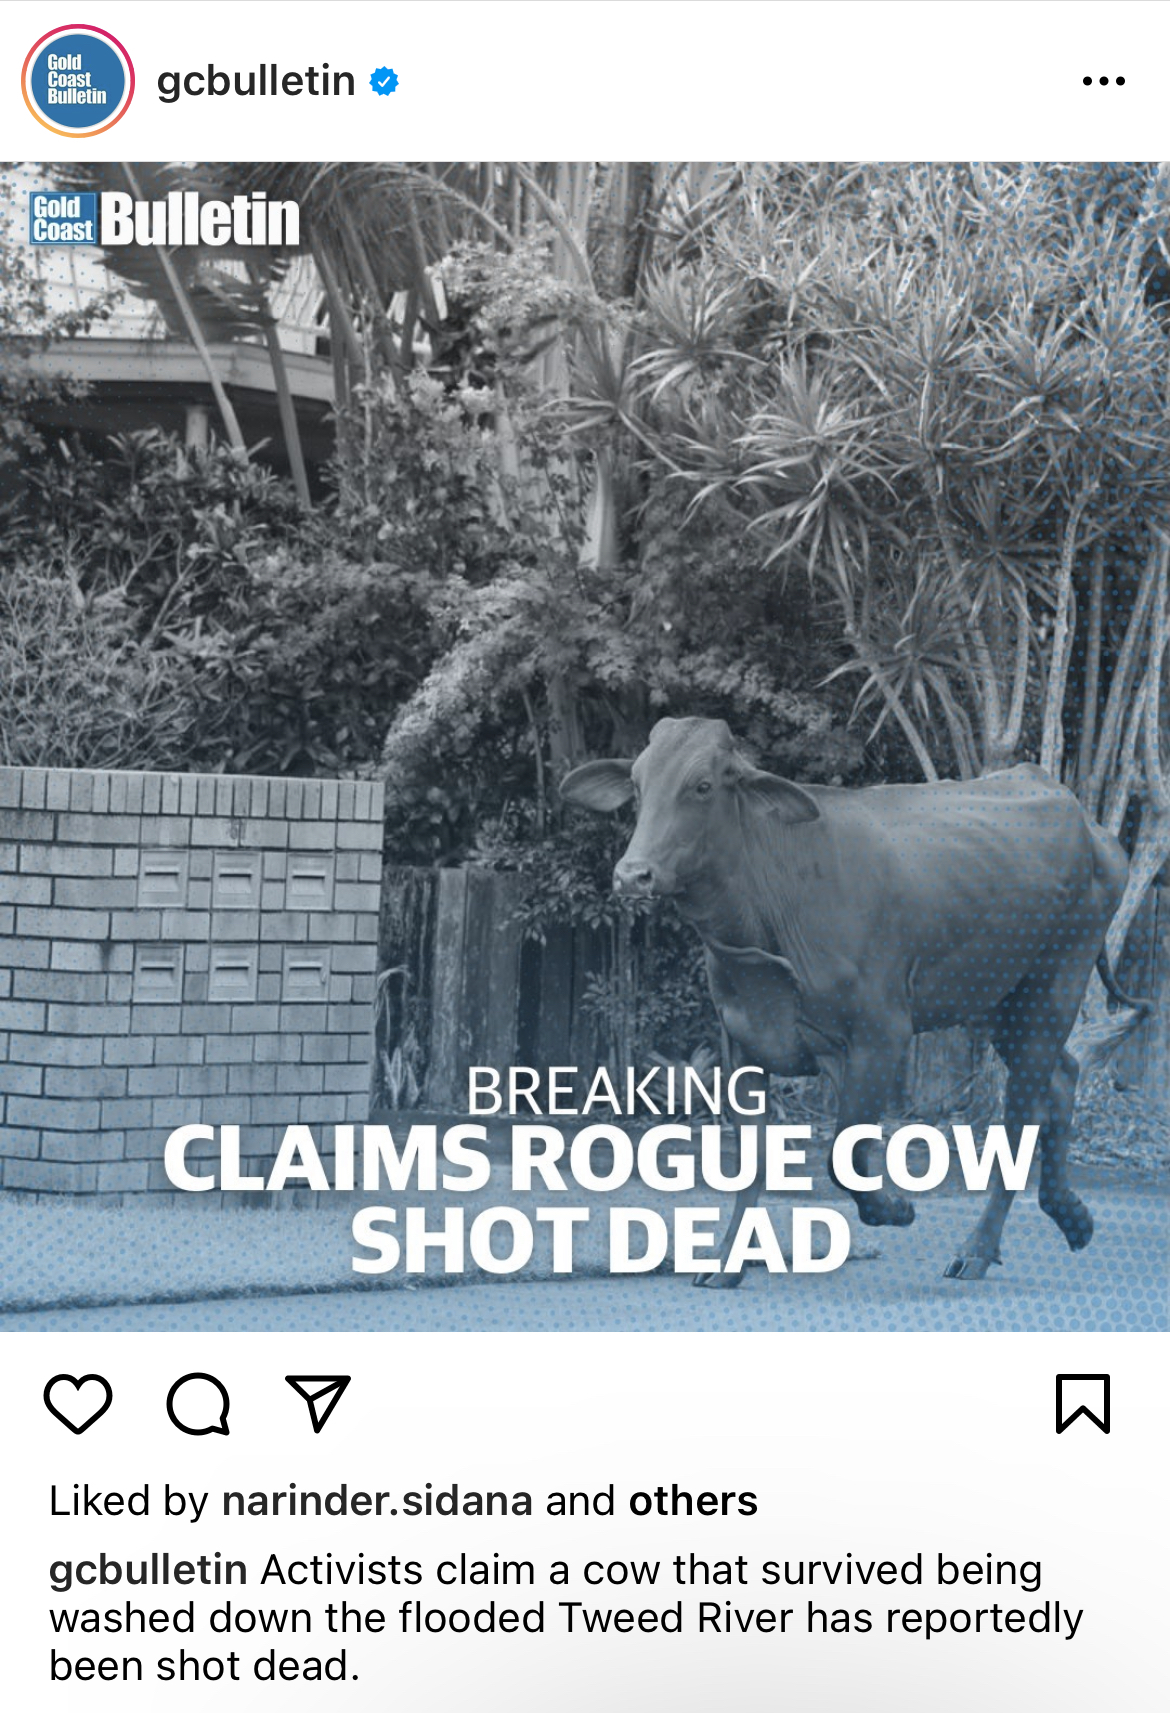 Gold
Coast
Bulletin
gcbulletin
Gold
Coast Bulletin
BREAKING
CLAIMS ROGUE COW
SHOT DEAD
Liked by narinder.sidana and others
gcbulletin Activists claim a cow that survived being
washed down the flooded Tweed River has reportedly
been shot dead.